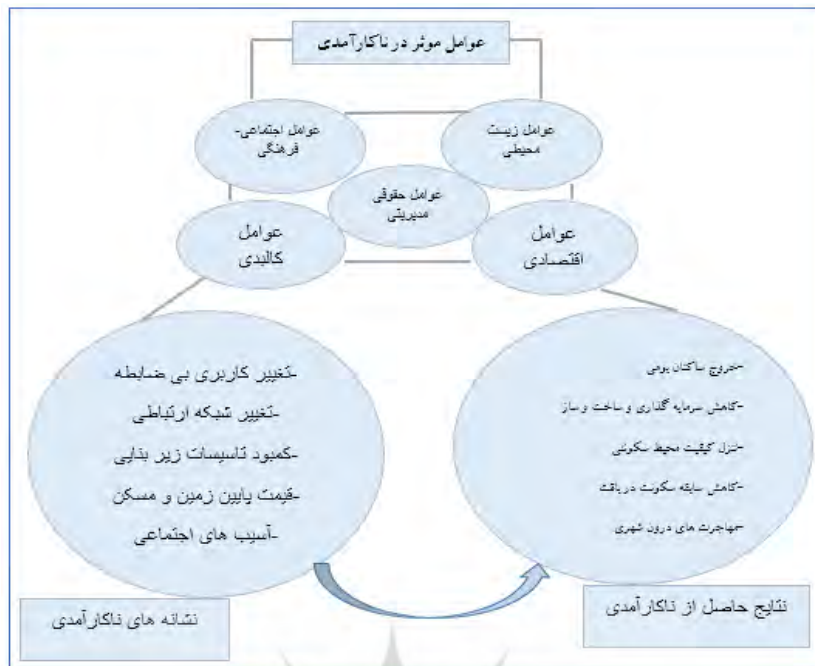 عوامل موثر در ناکارآمدی
عوامل زیست
محیطی
عوامل اجتماعی-
فرهنگی
عوامل حقوقی
مدیریتی
عوامل
اقتصادی
عوامل
کالبدی
-خروج ساکنان بومی
-کاهش سرمایه گذاری و ساخت و ساز
-تنزل کیفیت محیط سکونتی
-کاهش سابقه سکونت در بافت
-مهاجرت های درون شهری
-تغییر کاربری بی ضابطه
-تغییر شبکه ارتباطی
-کمبود تاسیسات زیر بنایی
-قیمت پایین زمین و مسکن
-آسیب های اجتماعی
نتایج حاصل از ناکارآمدی
نشانه های ناکارآمدی